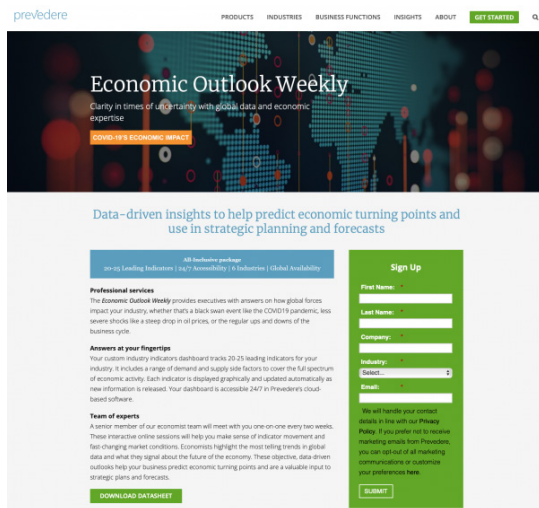 prevedere
PRODUCTS INDUSTRIES BUSINESS FUNCTIONS INSIGHTS ABOUT GET STARTED
Economic Outlook Weekly
Clarity in times of uncertainty with global data and economic
expertise
COVID-19'S ECONOMIC IMPACT
Data-driven insights to help predict economic turning points and
use in strategic planning and forecasts
All-Inclusive package
20-25 Leading Indicators | 24/7 Accessibility | 6 Industries | Global Availability
Professional services
The Economic Outlook Weekly provides executives with answers on how global forces
impact your industry, whether that's a black swan event like the COVID19 pandemic, less
severe shocks like a steep drop in oil prices, or the regular ups and downs of the
business cycle.
Answers at your fingertips
Your custom industry indicators dashboard tracks 20-25 leading indicators for your
industry. It includes a range of demand and supply side factors to cover the full spectrum
of economic activity. Each indicator is displayed graphically and updated automatically as
new information is released. Your dashboard is accessible 24/7 in Prevedere's cloud-
based software.
Team of experts
A senior member of our economist team will meet with you one-on-one every two weeks.
These interactive online sessions will help you make sense of indicator movement and
fast-changing market conditions. Economists highlight the most telling trends in global
data and what they signal about the future of the economy. These objective, data driven
outlooks help your business predict economic turning points and are a valuable input to
strategic plans and forecasts.
DOWNLOAD DATASHEET
Sign Up
First Name: *
Last Name: *
Company: *
Industry: *
Select...
Email: *
We will handle your contact
details in line with our Privacy
Policy. If you prefer not to receive
marketing emails from Prevedere,
you can opt-out of all marketing
communications or customize
your preferences here.
SUBMIT